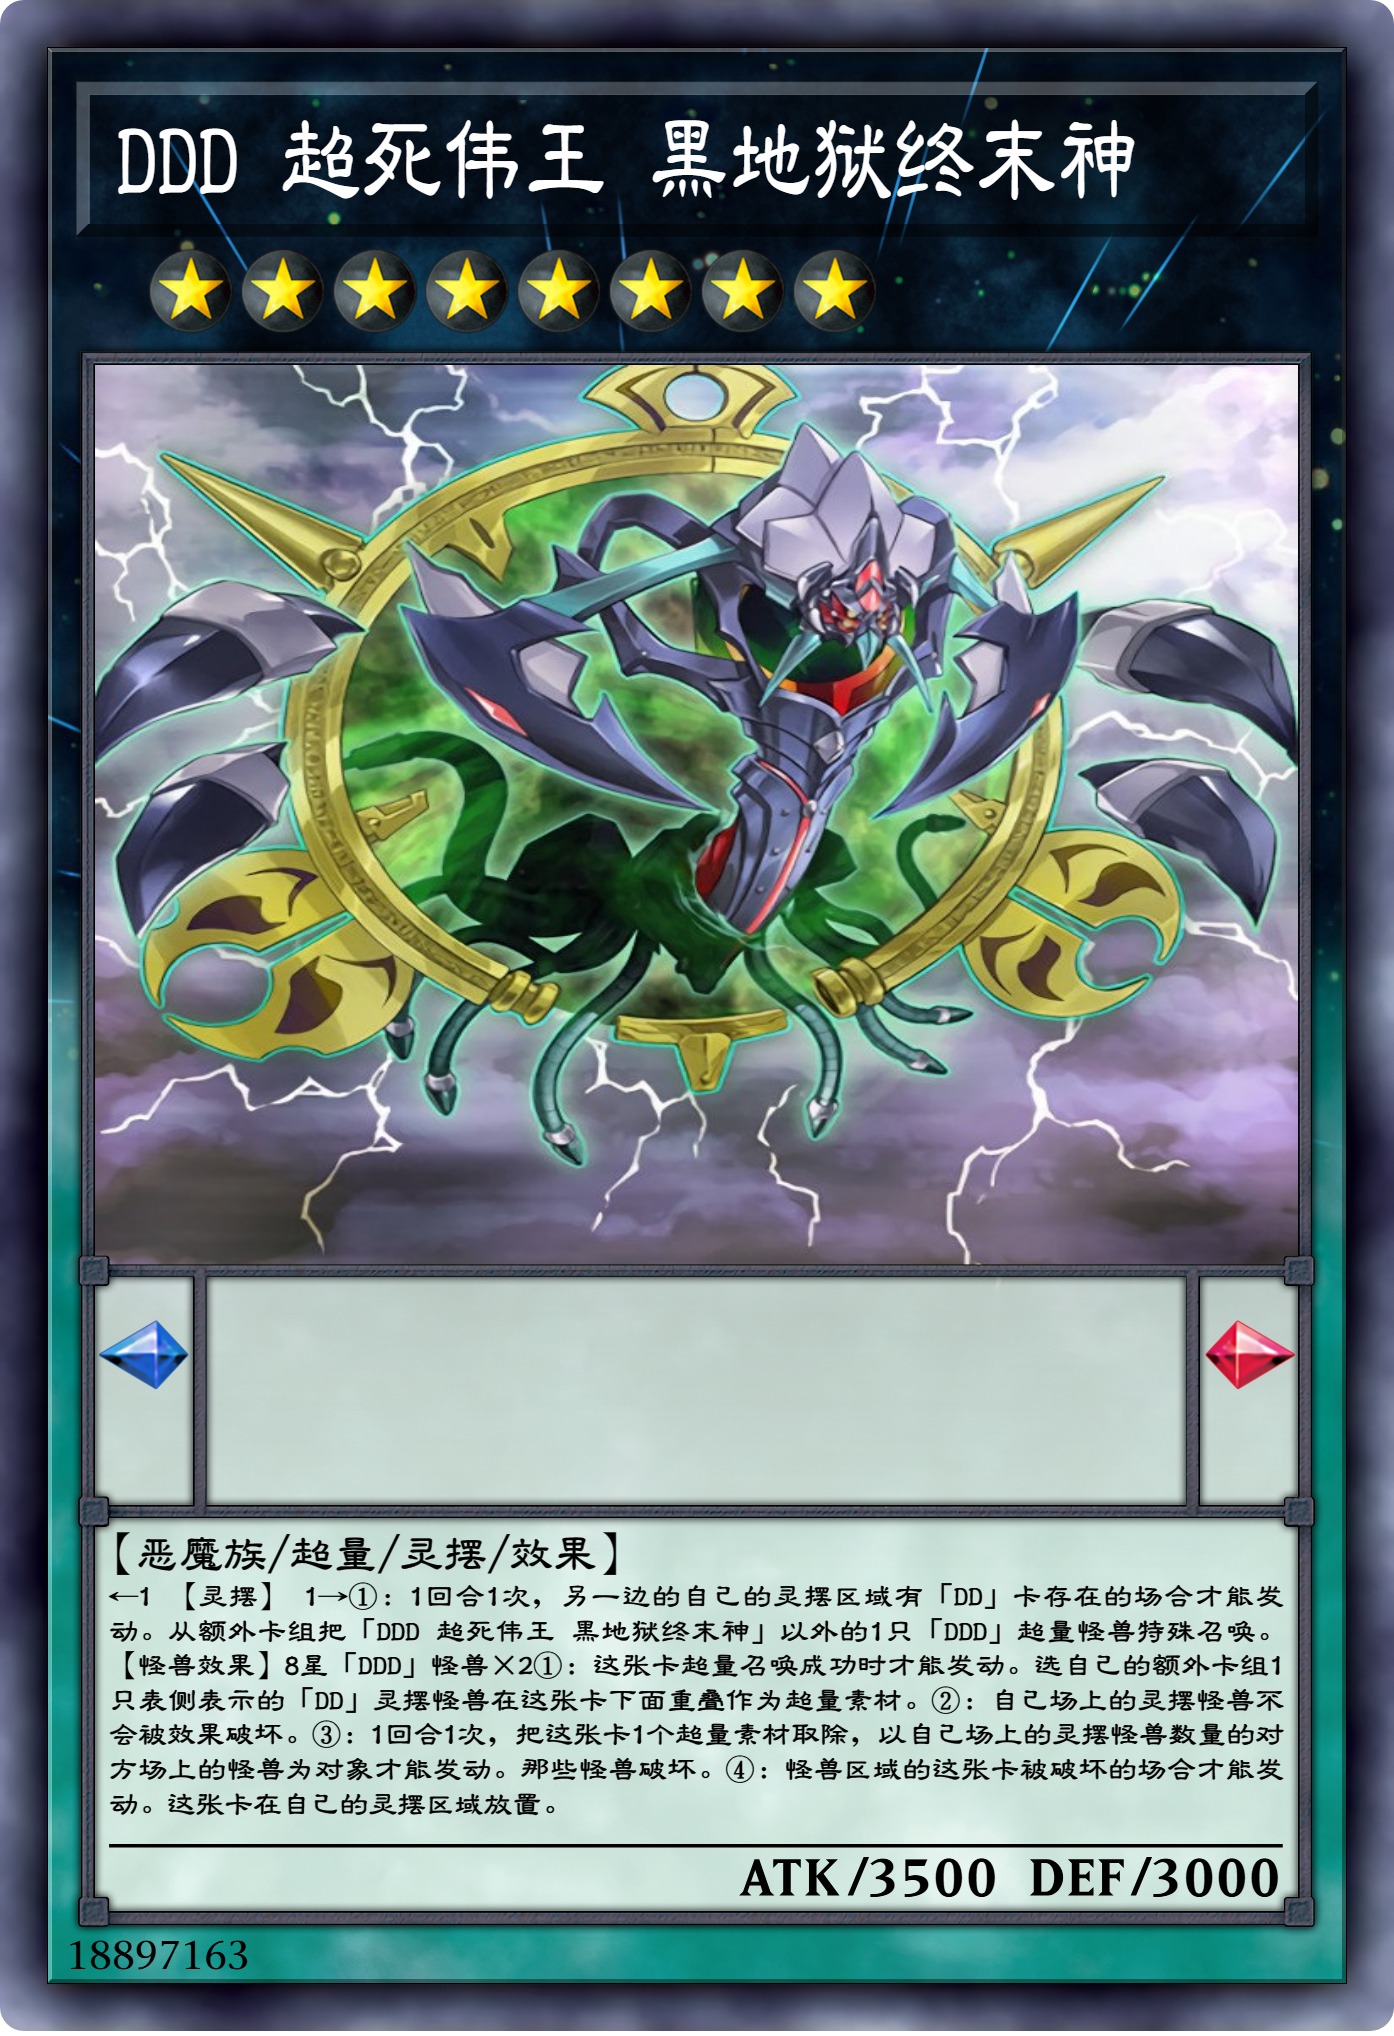 DDD 超死伟王 黑地狱终末神
【恶魔族/超量/灵摆/效果】
←1 【灵摆】 1→①：1回合1次，另一边的自己的灵摆区域有「DD」卡存在的场合才能发
动。从额外卡组把「DDD 超死伟王 黑地狱终末神」以外的1只「DDD」超量怪兽特殊召唤。
【怪兽效果】8星「DDD」怪兽×2①：这张卡超量召唤成功时才能发动。选自己的额外卡组1
只表侧表示的「DD」灵摆怪兽在这张卡下面重叠作为超量素材。②：自己场上的灵摆怪兽不
会被效果破坏。③：1回合1次，把这张卡1个超量素材取除，以自己场上的灵摆怪兽数量的对
方场上的怪兽为对象才能发动。那些怪兽破坏。④：怪兽区域的这张卡被破坏的场合才能发
动。这张卡在自己的灵摆区域放置。
ATK/3500 DEF/3000
18897163